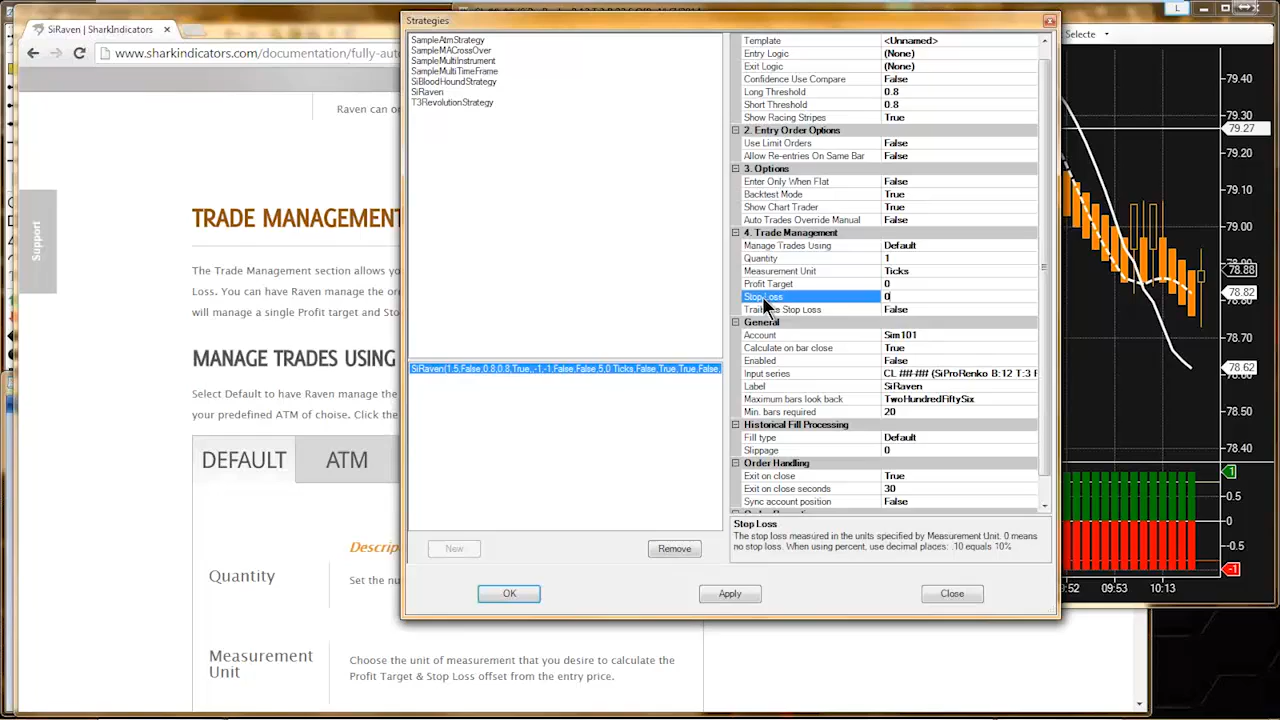 SiRaven | SharkIndicators
www.sharkindicators.com/documentation/fully-auto
Raven can o
Support
TRADE MANAGEMENT
The Trade Management section allows yo
Loss. You can have Raven manage the or
will manage a single Profit target and Sto
MANAGE TRADES USING
Select Default to have Raven manage the
your predefined ATM of choise. Click the
DEFAULT
ATM
Descrip
Quantity
Set the nu
Measurement
Unit
Choose the unit of measurement that you desire to calculate the
Profit Target & Stop Loss offset from the entry price.
Strategies
SampleAtmStrategy
SampleMACrossOver
SampleMultiInstrument
SampleMultiTimeFrame
SiBloodHoundStrategy
SiRaven
T3RevolutionStrategy
SiRaven(1.5,False,0.8,0.8,True,,-1,-1,False,False,5,0 Ticks,False,True,True,False,
New
Remove
Template <Unnamed>
Entry Logic (None)
Exit Logic (None)
Confidence Use Compare False
Long Threshold 0.8
Short Threshold 0.8
Show Racing Stripes True
2. Entry Order Options
Use Limit Orders False
Allow Re-entries On Same Bar False
3. Options
Enter Only When Flat False
Backtest Mode True
Show Chart Trader True
Auto Trades Override Manual False
4. Trade Management
Manage Trades Using Default
Quantity 1
Measurement Unit Ticks
Profit Target 0
Stop Loss 0
Stop Loss False
General
Account Sim101
Calculate on bar close True
Enabled False
Input series CL ##-## (SiProRenko B:12 T:3 F
Label SiRaven
Maximum bars look back TwoHundredFiftySix
Min. bars required 20
Historical Fill Processing
Fill type Default
Slippage 0
Order Handling
Exit on close True
Exit on close seconds 30
Sync account position False
Stop Loss
The stop loss measured in the units specified by Measurement Unit. 0 means
no stop loss. When using percent, use decimal places: .10 equals 10%
OK
Apply
Close
L
Selecte
79.40
79.30
79.27
79.20
79.10
79.00
78.88
78.82
78.70
78.62
78.50
78.40
1
0.5
0
-0.5
-1
:52
09:53
10:13